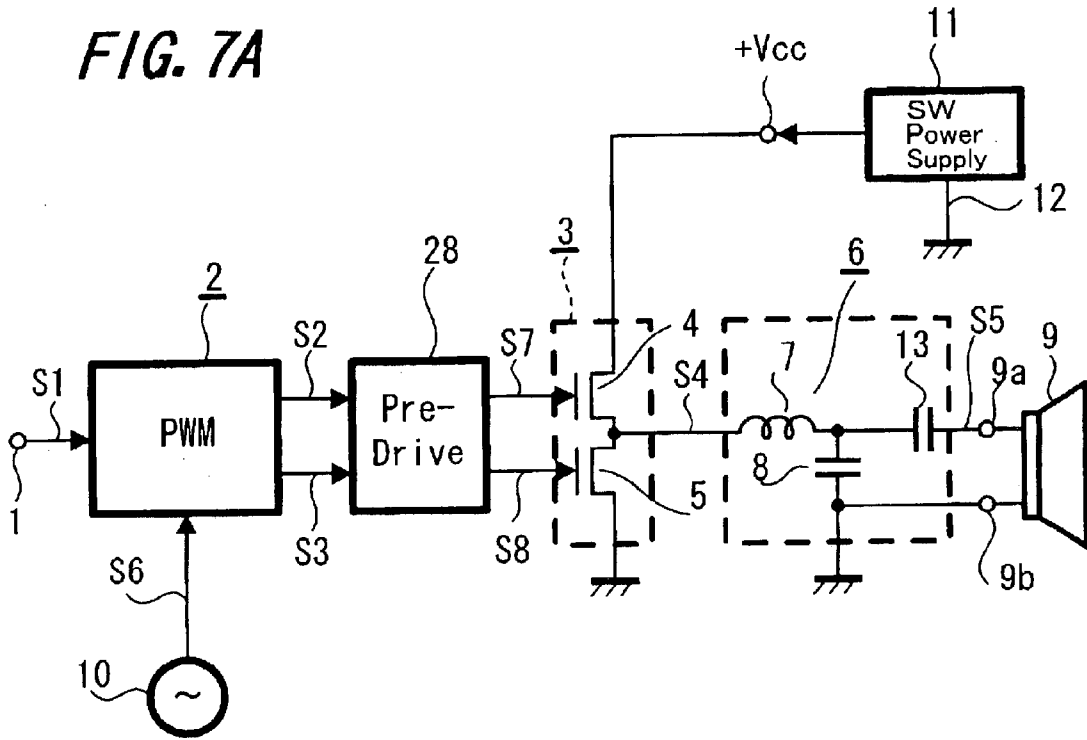 FIG. 7A
11
+Vcc
SW
Power
Supply
12
3
6
2
28
4
S5
9
S2
S7
7
13
9a
S1
S4
PWM
Pre-
Drive
8
5
1
S3
S8
9b
S6
10
~